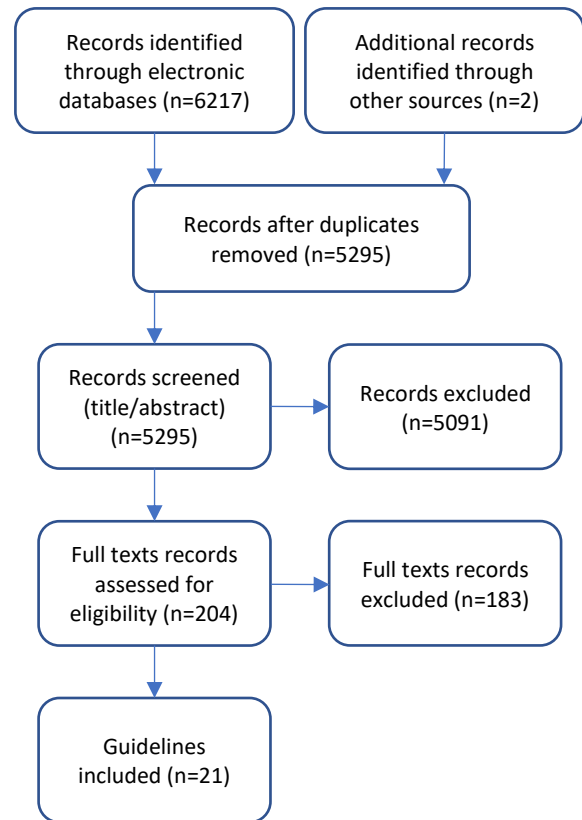 Records identified
through electronic
databases (n=6217)
Additional records
identified through
other sources (n=2)
Records after duplicates
removed (n=5295)
Records screened
(title/abstract)
(n=5295)
Records excluded
(n=5091)
Full texts records
assessed for
eligibility (n=204)
Full texts records
excluded (n=183)
Guidelines
included (n=21)